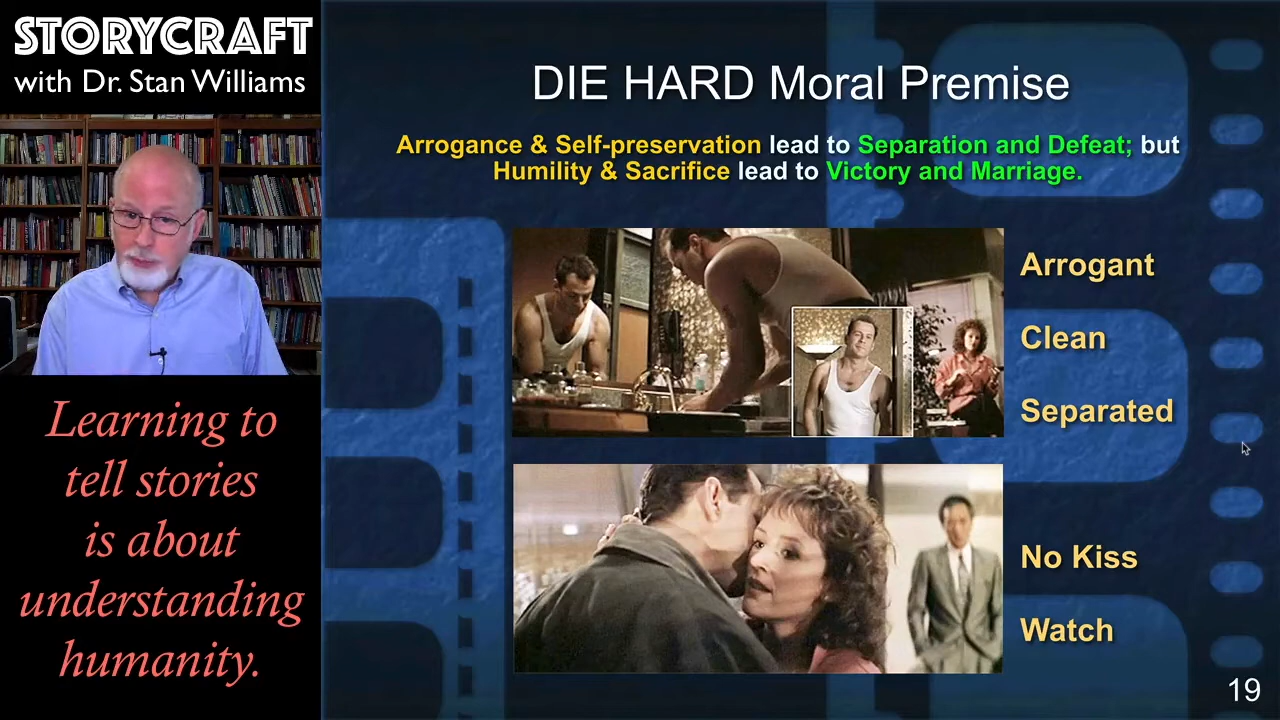 STORYCRAFT
with Dr. Stan Williams
Learning to
tell stories
is about
understanding
humanity.
DIE HARD Moral Premise
Arrogance & Self-preservation lead to Separation and Defeat; but
Humility & Sacrifice lead to Victory and Marriage.
Arrogant
Clean
Separated
No Kiss
Watch
19